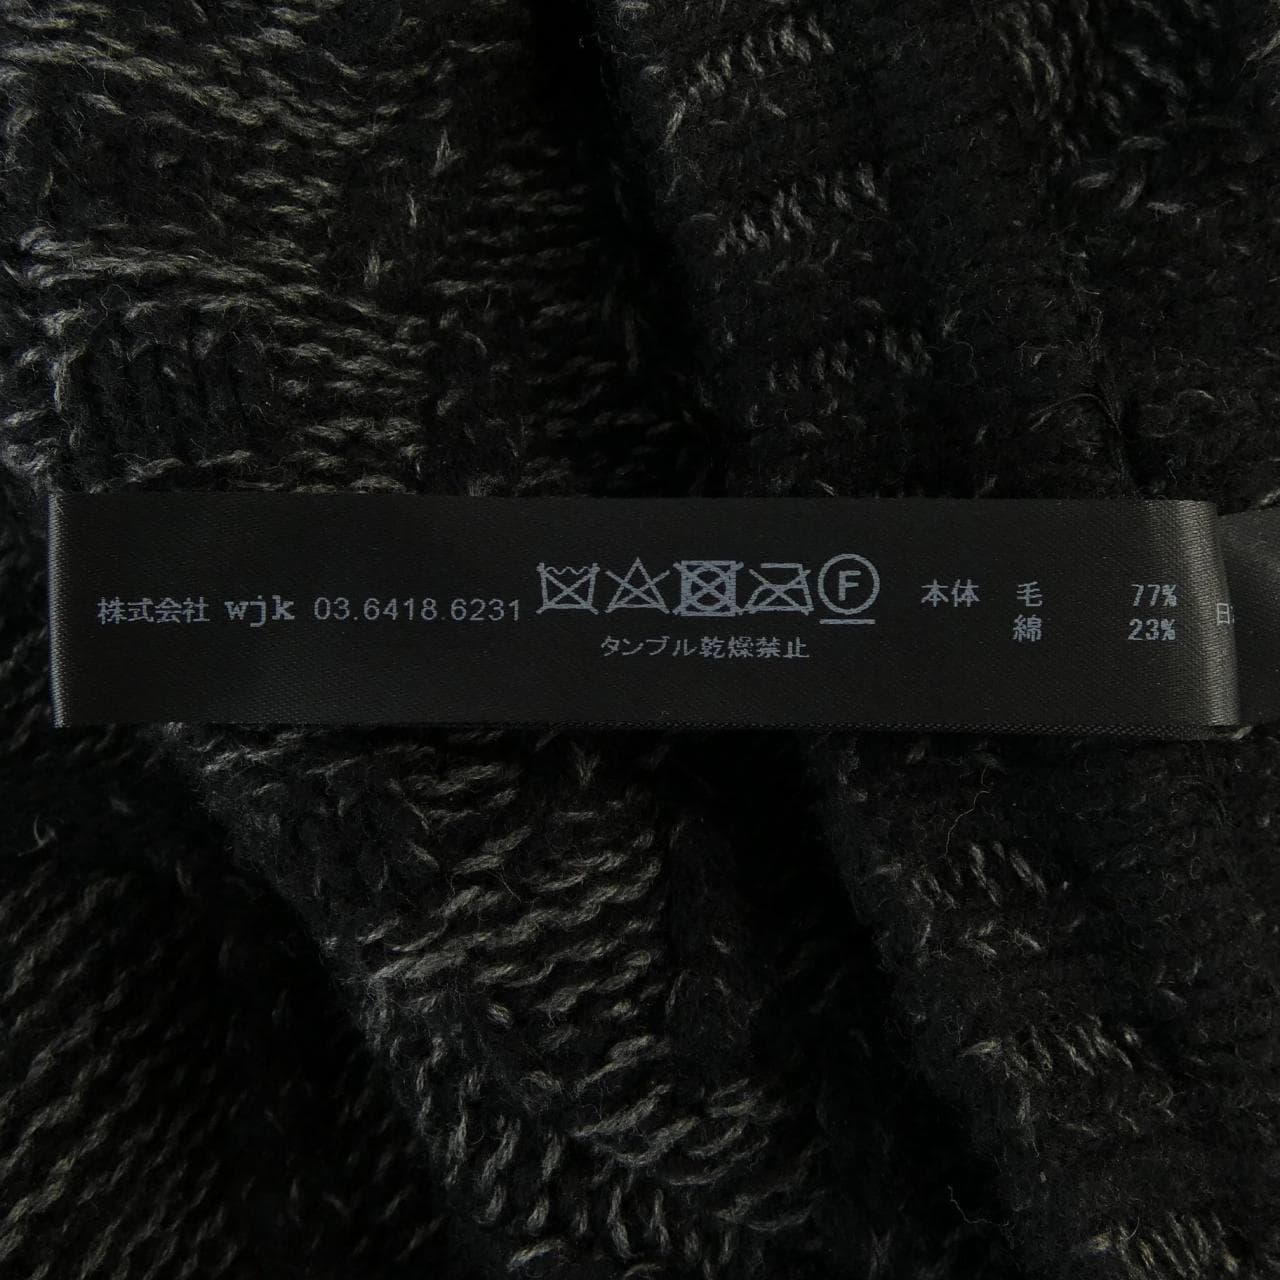 株式会社 wjk 03.6418.6231
F
タンブル乾燥禁止
本体 毛 77%
綿 23%
日